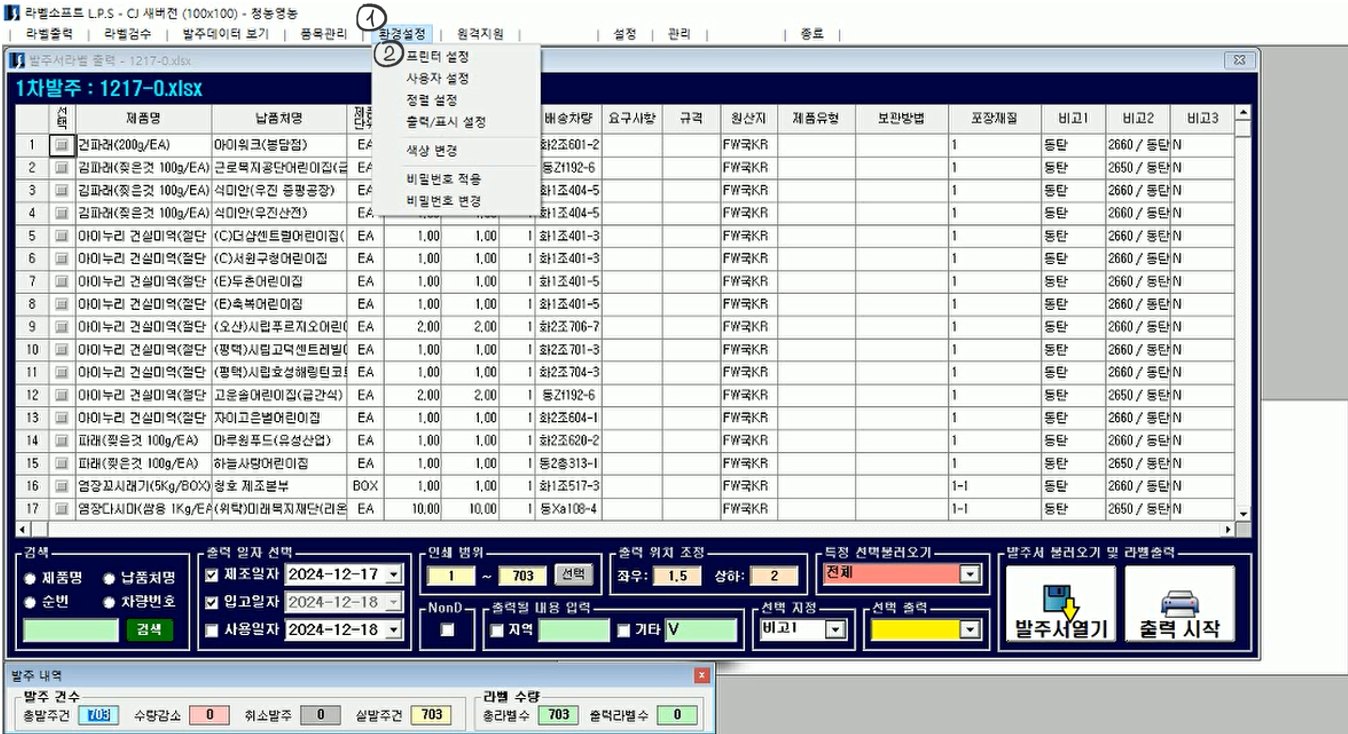 라벨소프트 L.P.S - CJ 새버전 (100x100) - 청농영농
①
라벨출력 | 라벨검수 | 발주데이터 보기 | 품목관리 | 환경설정 | 원격지원 | | 설정 | 관리 | | 종료 |
② 프린터 설정
사용자 설정
정렬 설정
출력/표시 설정
색상 변경
비밀번호 적용
비밀번호 변경
발주서라벨 출력 - 1217-0.xlsx
1차발주 : 1217-0.xlsx
선택 제품명 납품처명 제품단위 배송차량 요구사항 규격 원산지 제품유형 보관방법 포장재질 비고1 비고2 비고3
1 건파래(200g/EA) 아이워크(봉담점) EA 화2조601-2 FW국KR 1 동탄 2660 / 동탄 N
2 김파래(찢은것 100g/EA) 근로복지공단어린이집(급 EA 동Z1192-6 FW국KR 1 동탄 2650 / 동탄 N
3 김파래(찢은것 100g/EA) 식미안(우진 증평공장) EA 화1조404-5 FW국KR 1 동탄 2660 / 동탄 N
4 김파래(찢은것 100g/EA) 식미안(우진산전) EA 1,00 1,00 1 화1조404-5 FW국KR 1 동탄 2660 / 동탄 N
5 아이누리 건실미역(절단 (C)더샵센트럴어린이집( EA 1,00 1,00 1 화1조401-3 FW국KR 1 동탄 2660 / 동탄 N
6 아이누리 건실미역(절단 (C)서원구청어린이집 EA 1,00 1,00 1 화1조401-3 FW국KR 1 동탄 2660 / 동탄 N
7 아이누리 건실미역(절단 (E)두촌어린이집 EA 1,00 1,00 1 화1조401-5 FW국KR 1 동탄 2660 / 동탄 N
8 아이누리 건실미역(절단 (E)축복어린이집 EA 1,00 1,00 1 화1조401-5 FW국KR 1 동탄 2660 / 동탄 N
9 아이누리 건실미역(절단 (오산)시립푸르지오어린이 EA 2,00 2,00 1 화2조706-7 FW국KR 1 동탄 2660 / 동탄 N
10 아이누리 건실미역(절단 (평택)시립고덕센트레빌 EA 1,00 1,00 1 화2조701-3 FW국KR 1 동탄 2660 / 동탄 N
11 아이누리 건실미역(절단 (평택)시립효성해링턴코 EA 1,00 1,00 1 화2조704-3 FW국KR 1 동탄 2660 / 동탄 N
12 아이누리 건실미역(절단 고운솔어린이집(급간식) EA 2,00 2,00 1 동Z1192-6 FW국KR 1 동탄 2650 / 동탄 N
13 아이누리 건실미역(절단 자이고은별어린이집 EA 1,00 1,00 1 화2조604-1 FW국KR 1 동탄 2660 / 동탄 N
14 파래(찢은것 100g/EA) 마루원푸드(유성산업) EA 1,00 1,00 1 화2조620-2 FW국KR 1 동탄 2660 / 동탄 N
15 파래(찢은것 100g/EA) 하늘사랑어린이집 EA 1,00 1,00 1 동2층313-1 FW국KR 1 동탄 2650 / 동탄 N
16 염장꼬시래기(5Kg/BOX) 청호 제조본부 BOX 1,00 1,00 1 화1조517-3 FW국KR 1-1 동탄 2660 / 동탄 N
17 염장다시마(쌈용 1Kg/EA (위탁)미래복지재단(라온 EA 10,00 10,00 1 동Xa108-4 FW국KR 1-1 동탄 2650 / 동탄 N
검색 출력 일자 선택 인쇄 범위 출력 위치 조정 특정 선택불러오기 발주서 불러오기 및 라벨출력
제품명 납품처명 제조일자 2024-12-17 1 ~ 703 선택 좌우: 1,5 상하: 2 전체
순번 차량번호 입고일자 2024-12-18 NonD 출력될 내용 입력 선택 지정 선택 출력
검색 사용일자 2024-12-18 지역 기타 V 비고1 발주서열기 출력 시작
발주 내역
발주 건수 라벨 수량
총발주건 703 수량감소 0 취소발주 0 실발주건 703 총라벨수 703 출력라벨수 0